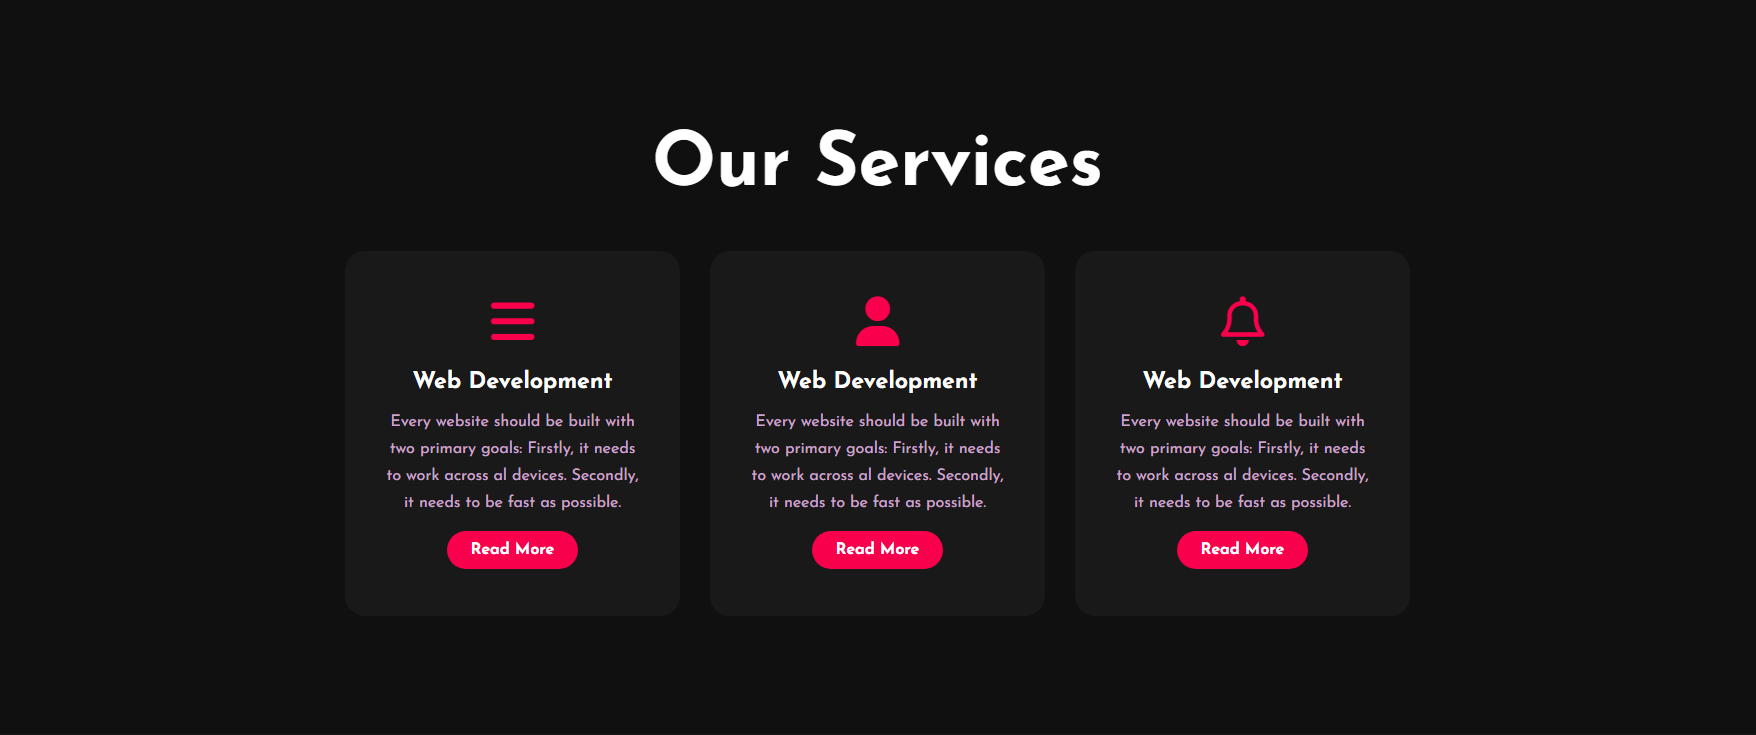 Our Services
Web Development
Every website should be built with
two primary goals: Firstly, it needs
to work across al devices. Secondly,
it needs to be fast as possible.
Read More
Web Development
Every website should be built with
two primary goals: Firstly, it needs
to work across al devices. Secondly,
it needs to be fast as possible.
Read More
Web Development
Every website should be built with
two primary goals: Firstly, it needs
to work across al devices. Secondly,
it needs to be fast as possible.
Read More